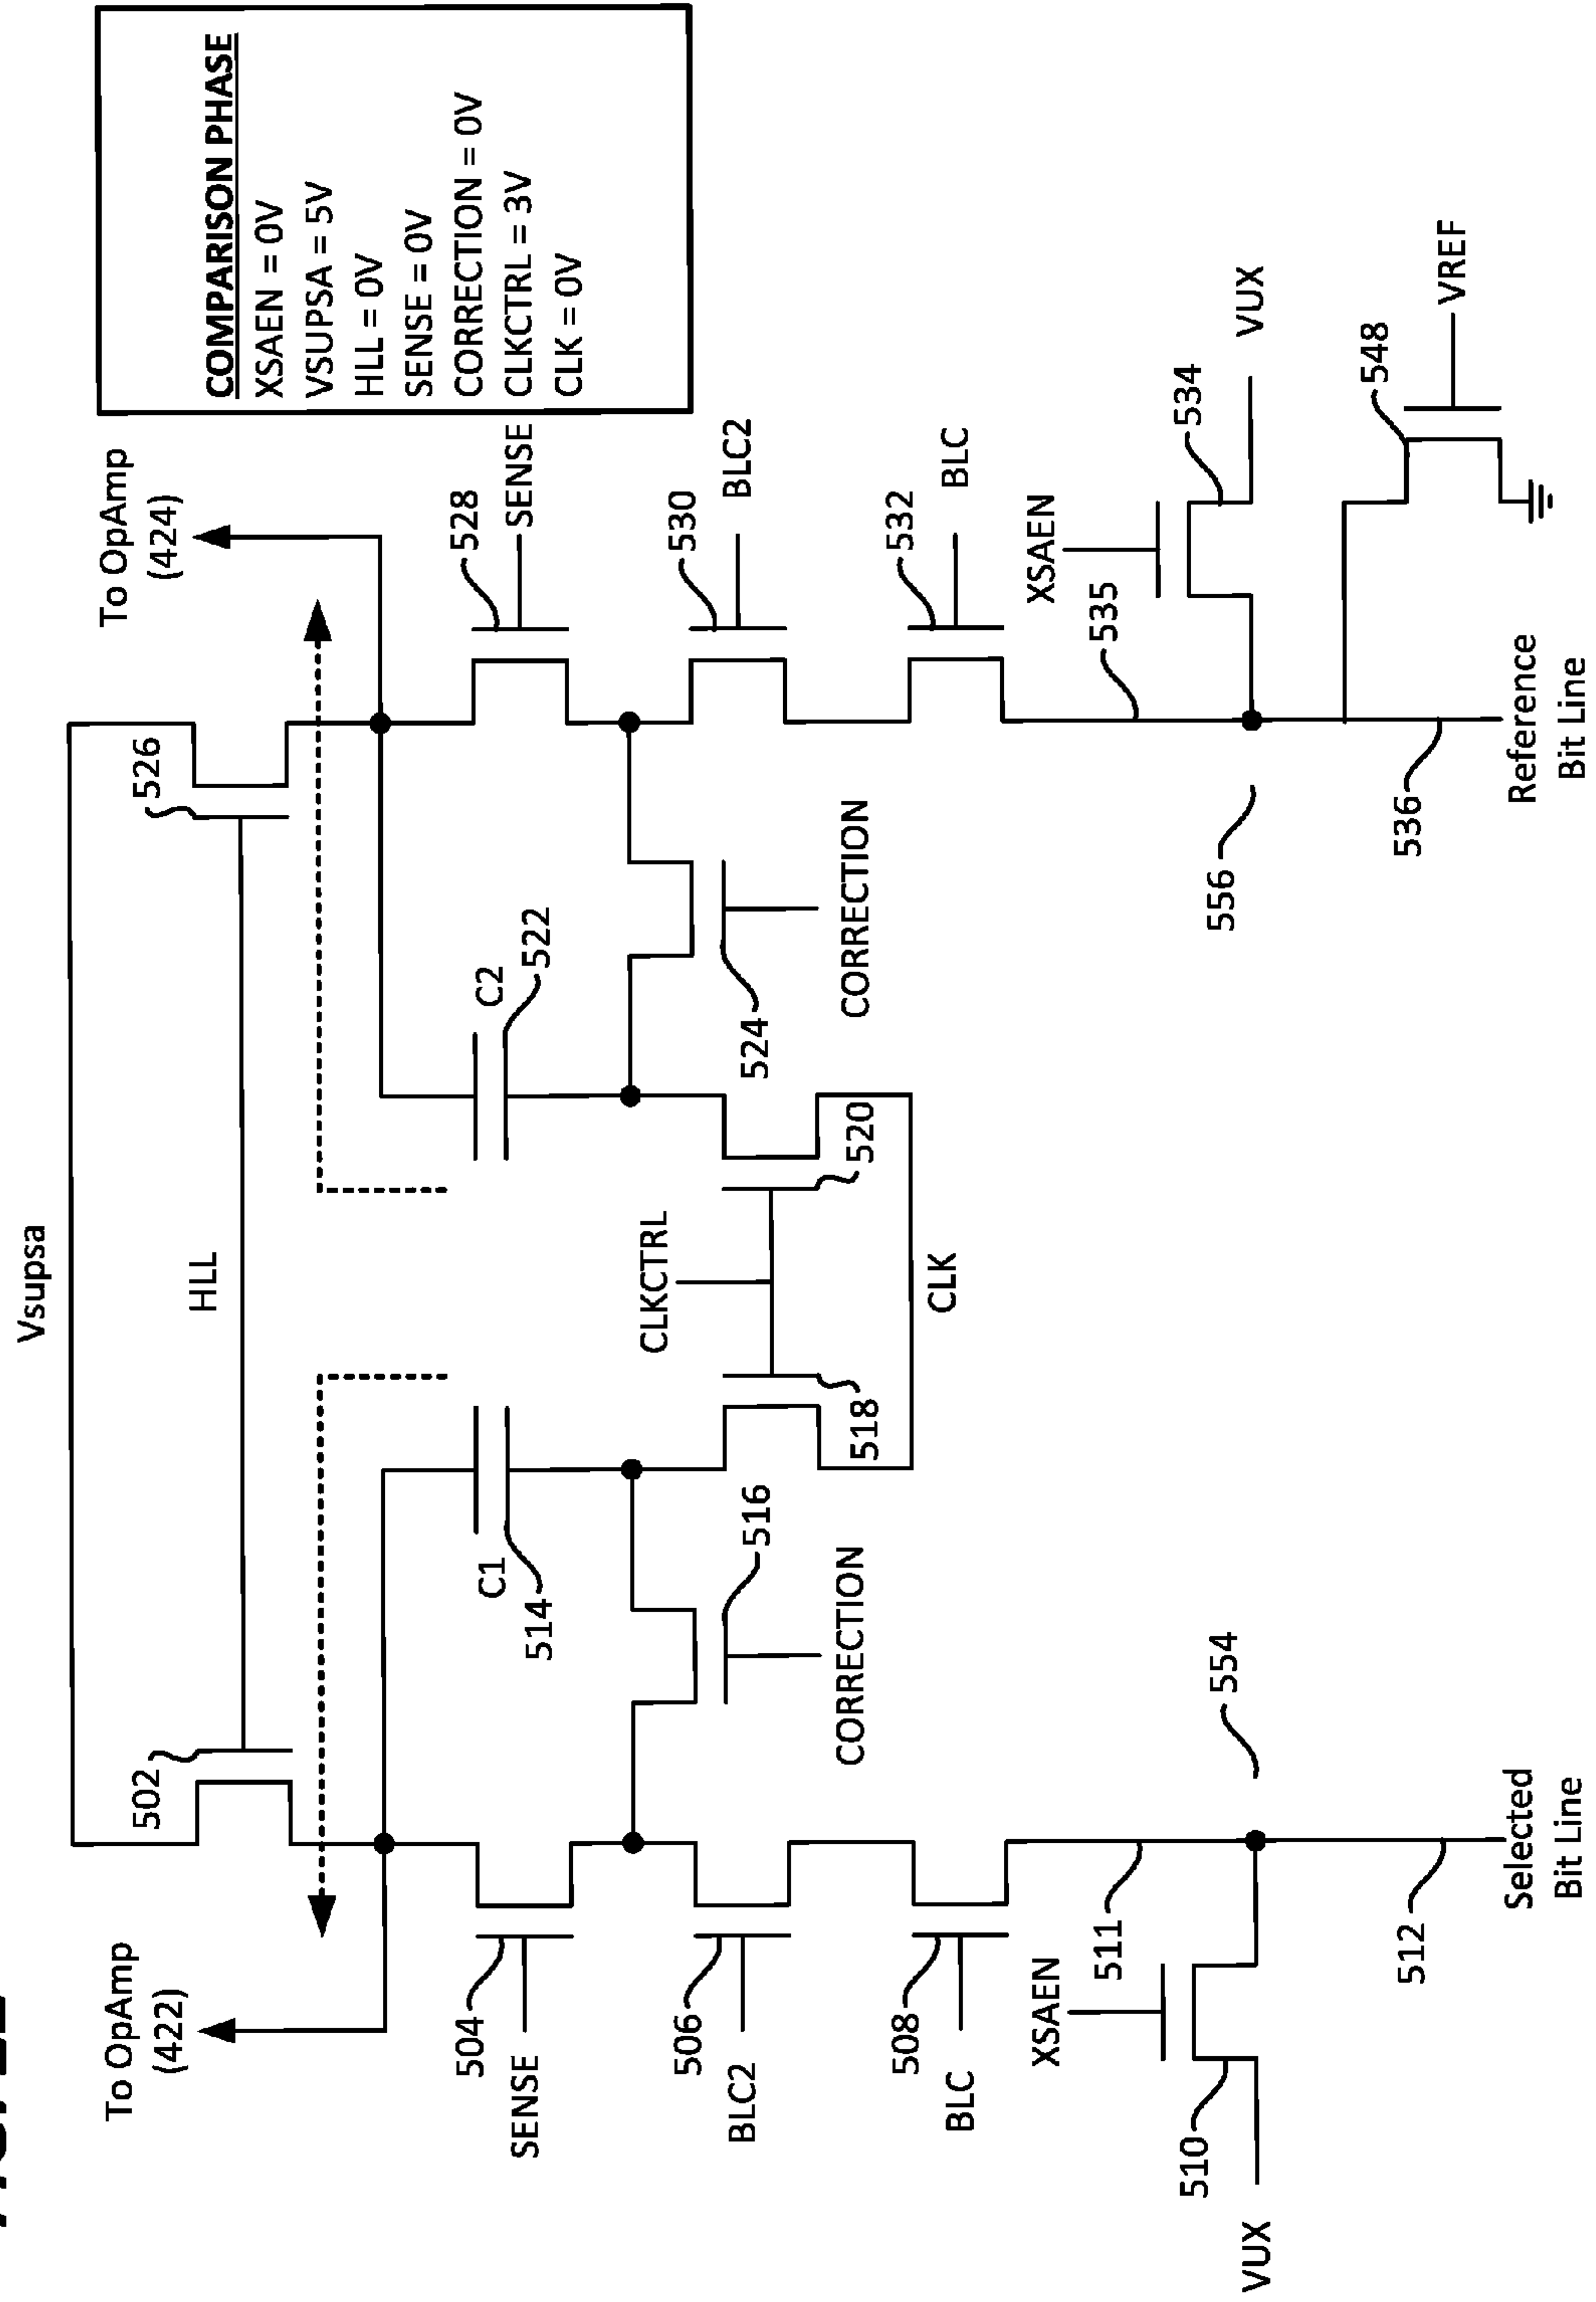 Vsupsa
HLL
502
526
To OpAmp
(422)
To OpAmp
(424)
COMPARISON PHASE
XSAEN = 0V
VSUPSA = 5V
HLL = 0V
SENSE = 0V
CORRECTION = 0V
CLKCTRL = 3V
CLK = 0V
504
SENSE
C1
514
C2
522
528
SENSE
506
BLC2
516
CORRECTION
CLKCTRL
518
520
CLK
524
CORRECTION
530
BLC2
508
BLC
532
BLC
XSAEN
511
510
VUX
554
512
Selected
Bit Line
535
XSAEN
534
VUX
556
548
VREF
536
Reference
Bit Line